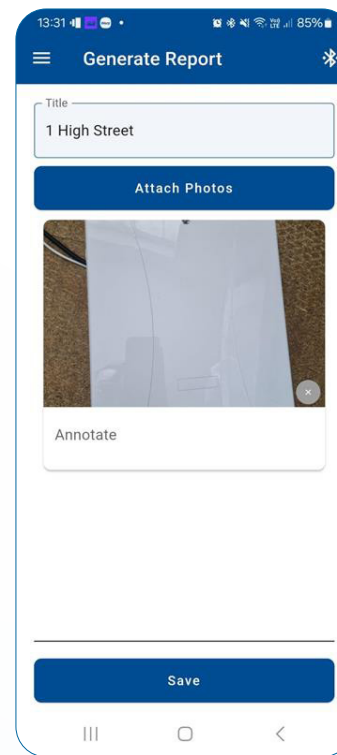 13:31
85%
Generate Report
Title
1 High Street
Attach Photos
Annotate
Save